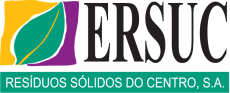 ERSUC
RESÍDUOS SÓLIDOS DO CENTRO, S.A.